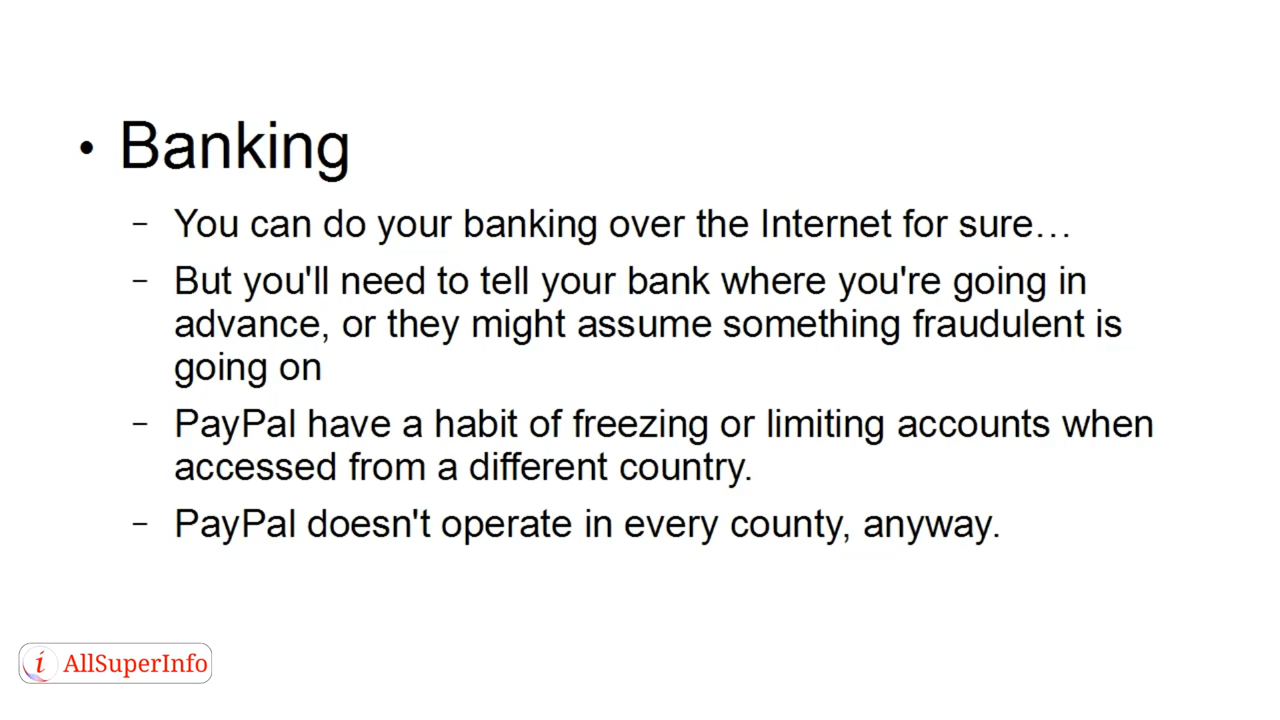 • Banking
– You can do your banking over the Internet for sure…
– But you'll need to tell your bank where you're going in
advance, or they might assume something fraudulent is
going on
– PayPal have a habit of freezing or limiting accounts when
accessed from a different country.
– PayPal doesn't operate in every county, anyway.
i AllSuperInfo